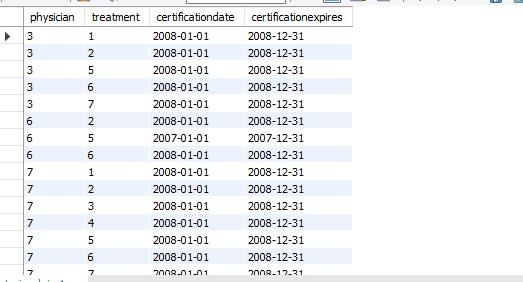 physician treatment certificationdate certificationexpires
3 1 2008-01-01 2008-12-31
3 2 2008-01-01 2008-12-31
3 5 2008-01-01 2008-12-31
3 6 2008-01-01 2008-12-31
3 7 2008-01-01 2008-12-31
6 2 2008-01-01 2008-12-31
6 5 2007-01-01 2007-12-31
6 6 2008-01-01 2008-12-31
7 1 2008-01-01 2008-12-31
7 2 2008-01-01 2008-12-31
7 3 2008-01-01 2008-12-31
7 4 2008-01-01 2008-12-31
7 5 2008-01-01 2008-12-31
7 6 2008-01-01 2008-12-31
7 7 2008-01-01 2008-12-31